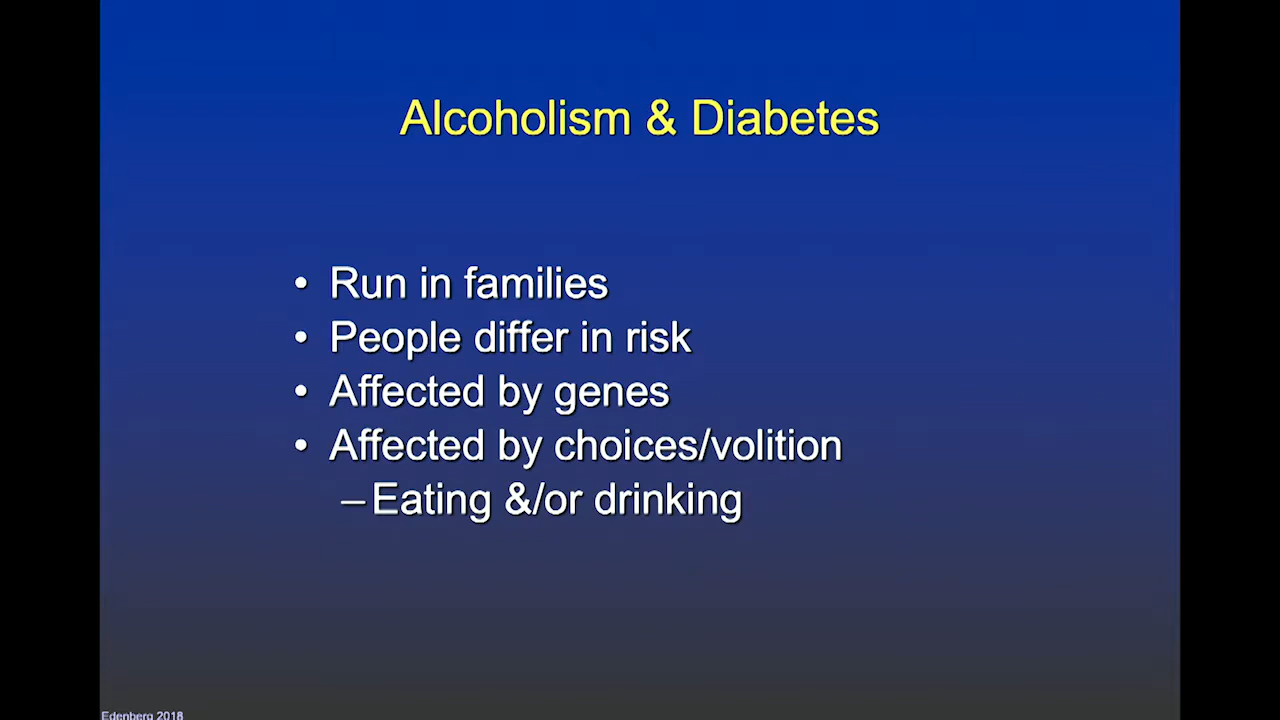 Alcoholism & Diabetes
• Run in families
• People differ in risk
• Affected by genes
• Affected by choices/volition
–Eating &/or drinking
Edenberg 2018